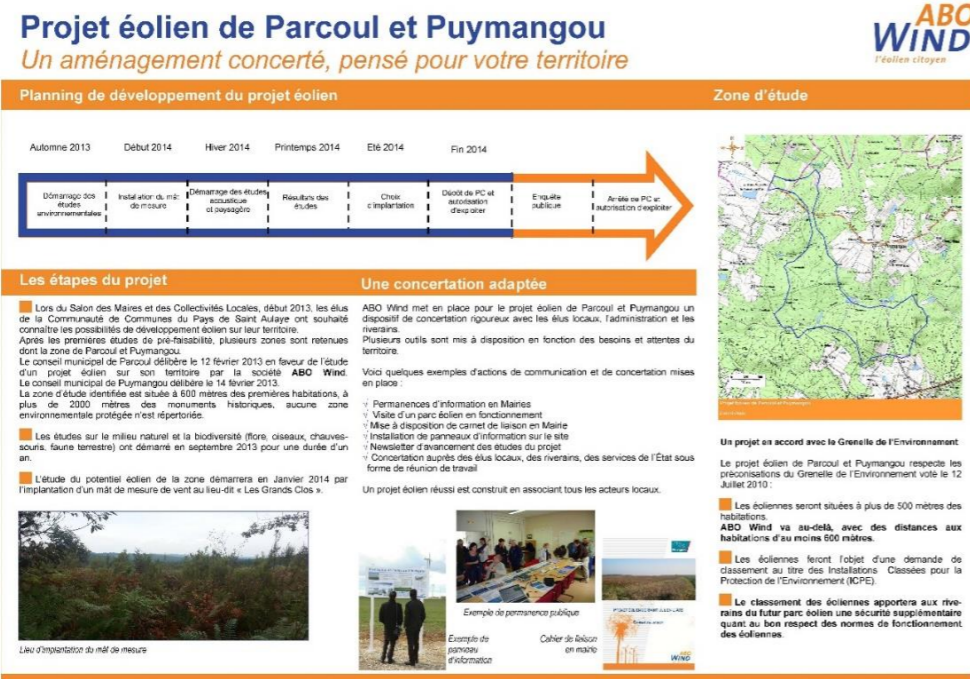 Projet éolien de Parcoul et Puymangou
Un aménagement concerté, pensé pour votre territoire
ABO
WIND
l'éolien citoyen
Planning de développement du projet éolien
Automne 2013
Début 2014
Hiver 2014
Printemps 2014
Eté 2014
Fin 2014
Démarrage des
études
environnementales
Installation du mât
de mesure
Démarrage des études
acoustique
et paysagère
Résultats des
études
Choix
d'implantation
Dépôt de PC et
autorisation
d'exploiter
Enquête
publique
Arrêté de PC et
autorisation d'exploiter
Les étapes du projet
Lors du Salon des Maires et des Collectivités Locales, début 2013, les élus
de la Communauté de Communes du Pays de Saint Aulaye ont souhaité
connaître les possibilités de développement éolien sur leur territoire.
Après les premières études de pré-faisabilité, plusieurs zones sont retenues
dont la zone de Parcoul et Puymangou.
Le conseil municipal de Parcoul délibère le 12 février 2013 en faveur de l'étude
d'un projet éolien sur son territoire par la société ABO Wind.
Le conseil municipal de Puymangou délibère le 14 février 2013.
La zone d'étude identifiée est située à 600 mètres des premières habitations, à
plus de 2000 mètres des monuments historiques, aucune zone
environnementale protégée n'est répertoriée.
Les études sur le milieu naturel et la biodiversité (flore, oiseaux, chauves-
souris, faune terrestre) ont démarré en septembre 2013 pour une durée d'un
an.
L'étude du potentiel éolien de la zone démarrera en Janvier 2014 par
l'implantation d'un mât de mesure de vent au lieu-dit « Les Grands Clos ».
Lieu d'implantation du mât de mesure
Une concertation adaptée
ABO Wind met en place pour le projet éolien de Parcoul et Puymangou un
dispositif de concertation rigoureux avec les élus locaux, l'administration et les
riverains.
Plusieurs outils sont mis à disposition en fonction des besoins et attentes du
territoire.
Voici quelques exemples d'actions de communication et de concertation mises
en place :
√ Permanences d'information en Mairies
√ Visite d'un parc éolien en fonctionnement
√ Mise à disposition de carnet de liaison en Mairie
√ Installation de panneaux d'information sur le site
√ Newsletter d'avancement des études du projet
√ Concertation auprès des élus locaux, des riverains, des services de l'État sous
forme de réunion de travail
Un projet éolien réussi est construit en associant tous les acteurs locaux.
Exemple de permanence publique
Exemple de
panneau
d'information
Cahier de liaison
en mairie
WIND
Zone d'étude
Un projet en accord avec le Grenelle de l'Environnement
Le projet éolien de Parcoul et Puymangou respecte les
préconisations du Grenelle de l'Environnement voté le 12
Juillet 2010 :
Les éoliennes seront situées à plus de 500 mètres des
habitations.
ABO Wind va au-delà, avec des distances aux
habitations d'au moins 600 mètres.
Les éoliennes feront l'objet d'une demande de
classement au titre des Installations Classées pour la
Protection de l'Environnement (ICPE).
Le classement des éoliennes apportera aux rive-
rains du futur parc éolien une sécurité supplémentaire
quant au bon respect des normes de fonctionnement
des éoliennes.